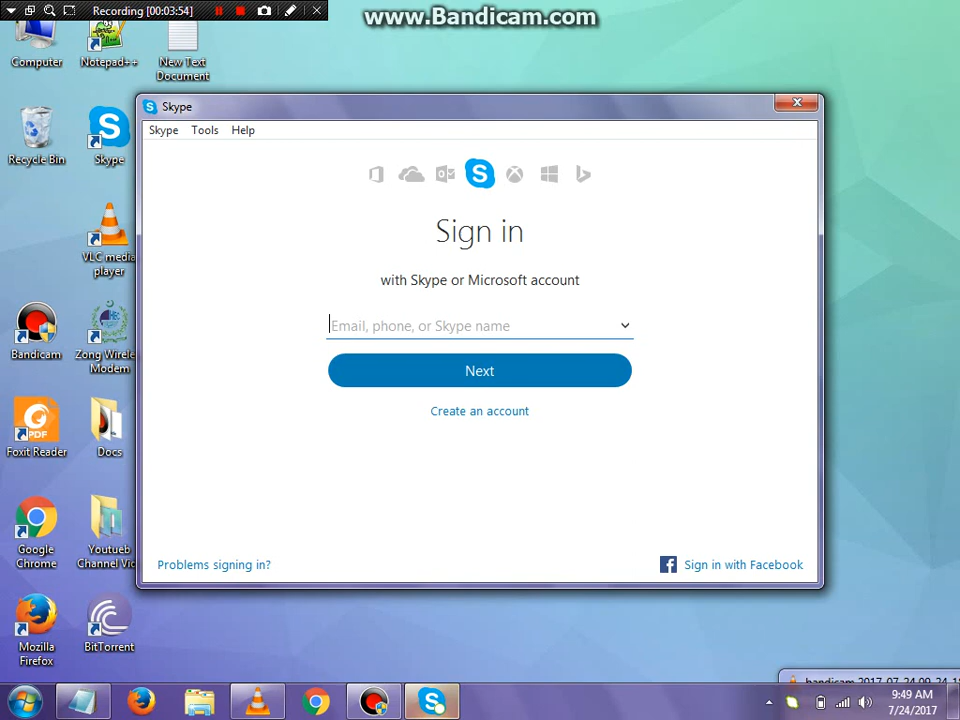 Recording [00:03:54]
www.Bandicam.com
Computer
Notepad++
New Text
Document
Recycle Bin
Skype
VLC media
player
Bandicam
Zong Wirele
Modem
Foxit Reader
PDF
Docs
Google
Chrome
Youtueb
Channel Vic
Mozilla
Firefox
BitTorrent
Skype
Skype Tools Help
Sign in
with Skype or Microsoft account
Email, phone, or Skype name
Next
Create an account
Problems signing in?
Sign in with Facebook
9:49 AM
7/24/2017